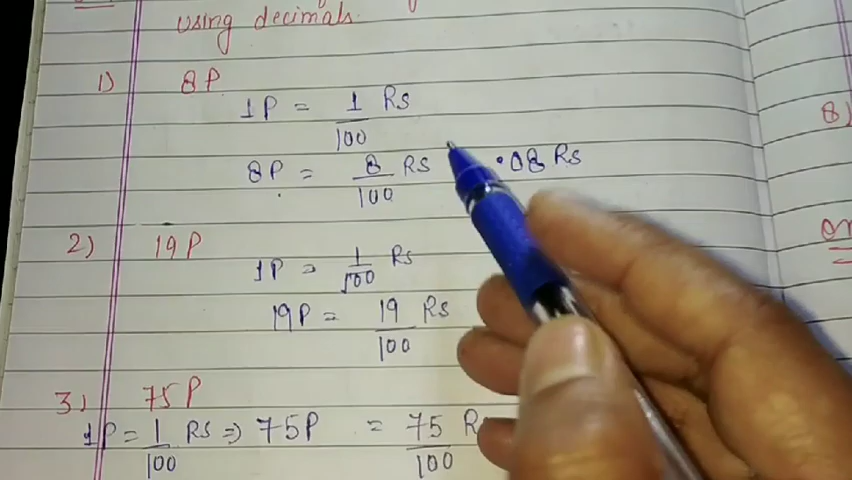 using decimals.
1) 8P
1P = 1/100 Rs
8P = 8/100 Rs .08 Rs
8)
2) 19P
1P = 1/100 Rs
19P = 19/100 Rs
3) 75P
1P = 1/100 Rs ⇒ 75P = 75/100